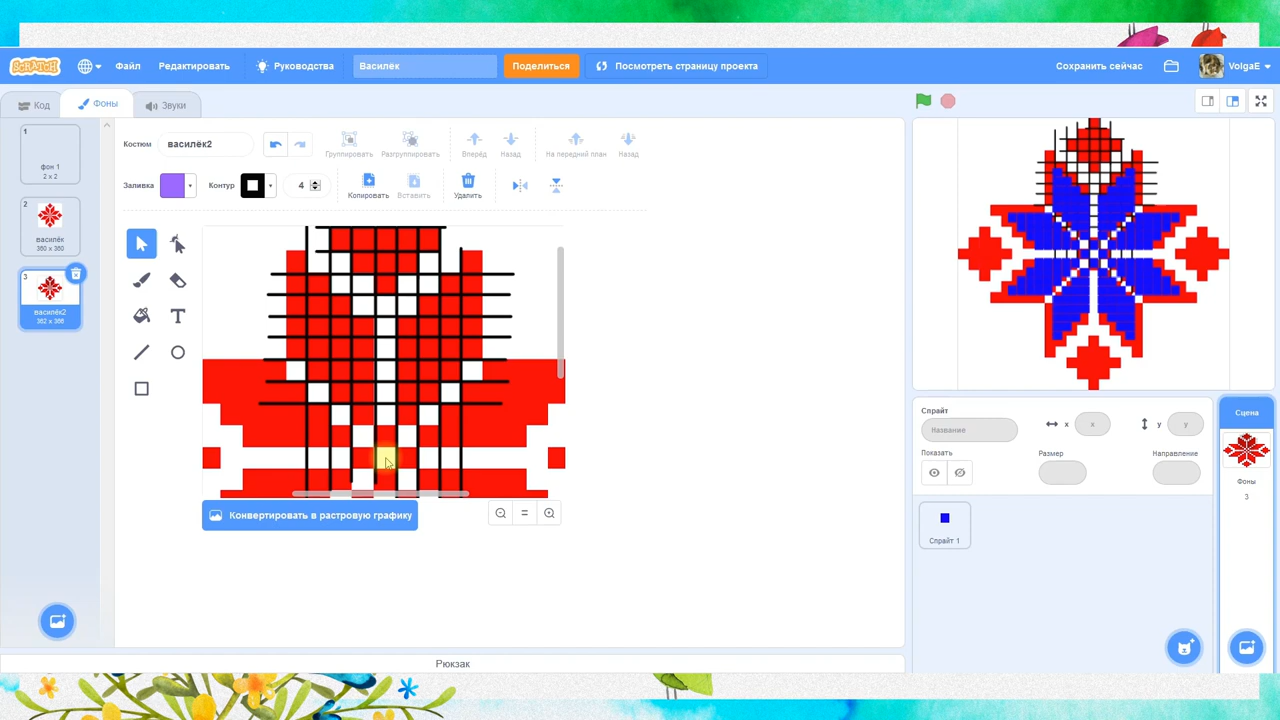 SCRATCH Файл Редактировать Руководства Василёк Поделиться Посмотреть страницу проекта Сохранить сейчас VolgaE
Код Фоны Звуки
1
фон 1
2 x 2
2
василёк
360 x 360
3
василёк2
362 x 366
Костюм василёк2 Группировать Разгруппировать Вперёд Назад На передний план Назад
Заливка Контур 4 Копировать Вставить Удалить
Конвертировать в растровую графику
Рюкзак
Спрайт
Название x x y y
Показать Размер Направление
Спрайт 1
Сцена
Фоны
3